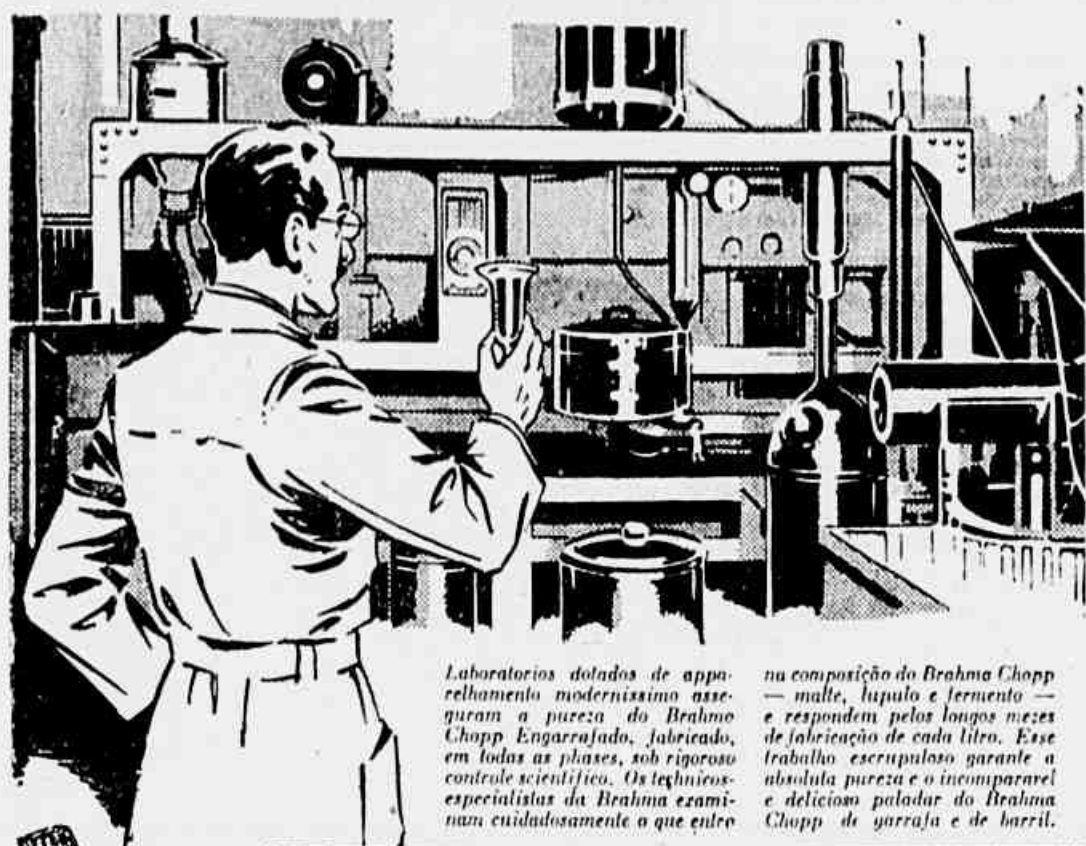 Laboratorios dotados de appa-
relhamento modernissimo asse-
guram a pureza do Brahma
Chopp Engarrafado, fabricado,
em todas as phases, sob rigoroso
controle scientifico. Os technicos-
especialistas da Brahma exami-
nam cuidadosamente o que entre
na composição do Brahma Chopp
— malte, lupulo e fermento —
e respondem pelos longos mezes
de fabricação de cada litro. Esse
trabalho escrupuloso garante a
absoluta pureza e o incomparavel
e delicioso paladar do Brahma
Chopp de garrafa e de barril.